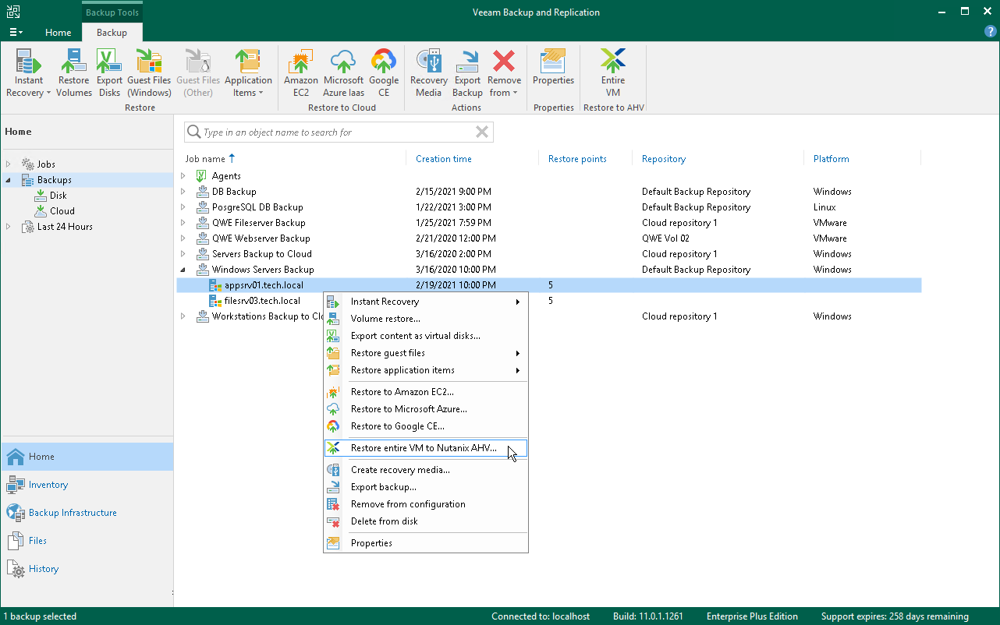 Backup Tools
Veeam Backup and Replication
Home
Backup
?
Instant Recovery
Restore Volumes
Export Disks
Guest Files (Windows)
Guest Files (Other)
Application Items
Amazon EC2
Microsoft Azure Iaas
Google CE
Recovery Media
Export Backup
Remove from
Properties
Entire VM
Restore
Restore to Cloud
Actions
Properties
Restore to AHV
Home
Jobs
Backups
Disk
Cloud
Last 24 Hours
Type in an object name to search for
Job name Creation time Restore points Repository Platform
Agents
DB Backup 2/15/2021 9:00 PM Default Backup Repository Windows
PosgreSQL DB Backup 1/22/2021 3:00 PM Default Backup Repository Linux
QWE Fileserver Backup 1/25/2021 7:59 PM Cloud repository 1 VMware
QWE Webserver Backup 2/21/2020 12:00 PM QWE Vol 02 VMware
Servers Backup to Cloud 3/16/2020 2:00 PM Cloud repository 1 Windows
Windows Servers Backup 3/16/2020 10:00 PM Default Backup Repository Windows
appsrv01.tech.local 2/19/2021 10:00 PM 5
filesrv03.tech.local 5
Workstations Backup to Clo Cloud repository 1 Windows
Instant Recovery
Volume restore...
Export content as virtual disks...
Restore guest files
Restore application items
Restore to Amazon EC2...
Restore to Microsoft Azure...
Restore to Google CE...
Restore entire VM to Nutanix AHV...
Create recovery media...
Export backup...
Remove from configuration
Delete from disk
Properties
Home
Inventory
Backup Infrastructure
Files
History
1 backup selected
Connected to: localhost
Build: 11.0.1.1261
Enterprise Plus Edition
Support expires: 258 days remaining